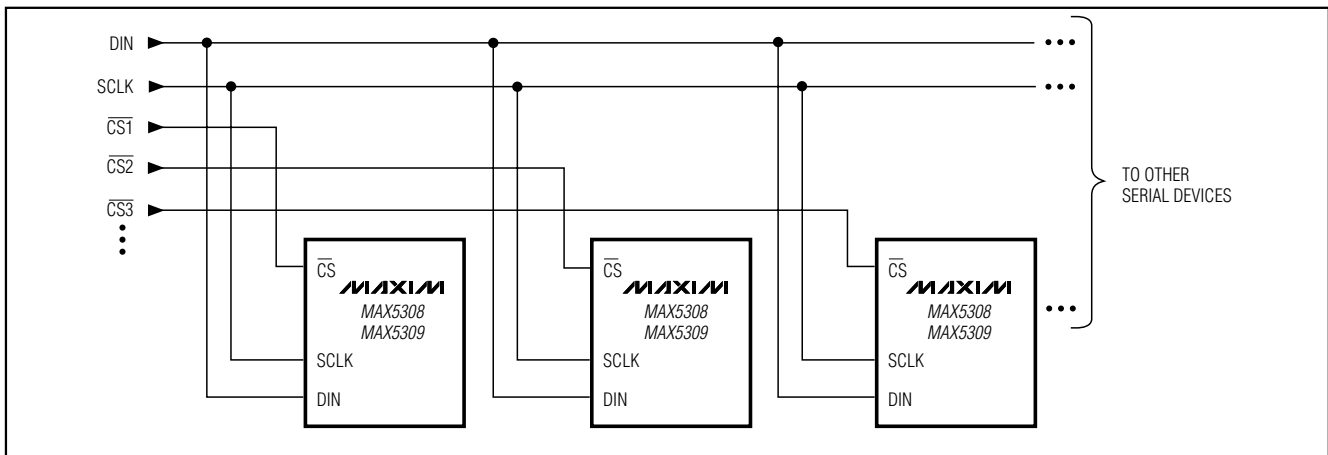 DIN
SCLK
CS1
CS2
CS3
TO OTHER
SERIAL DEVICES
CS
MAXIM
MAX5308
MAX5309
SCLK
DIN
CS
MAXIM
MAX5308
MAX5309
SCLK
DIN
CS
MAXIM
MAX5308
MAX5309
SCLK
DIN